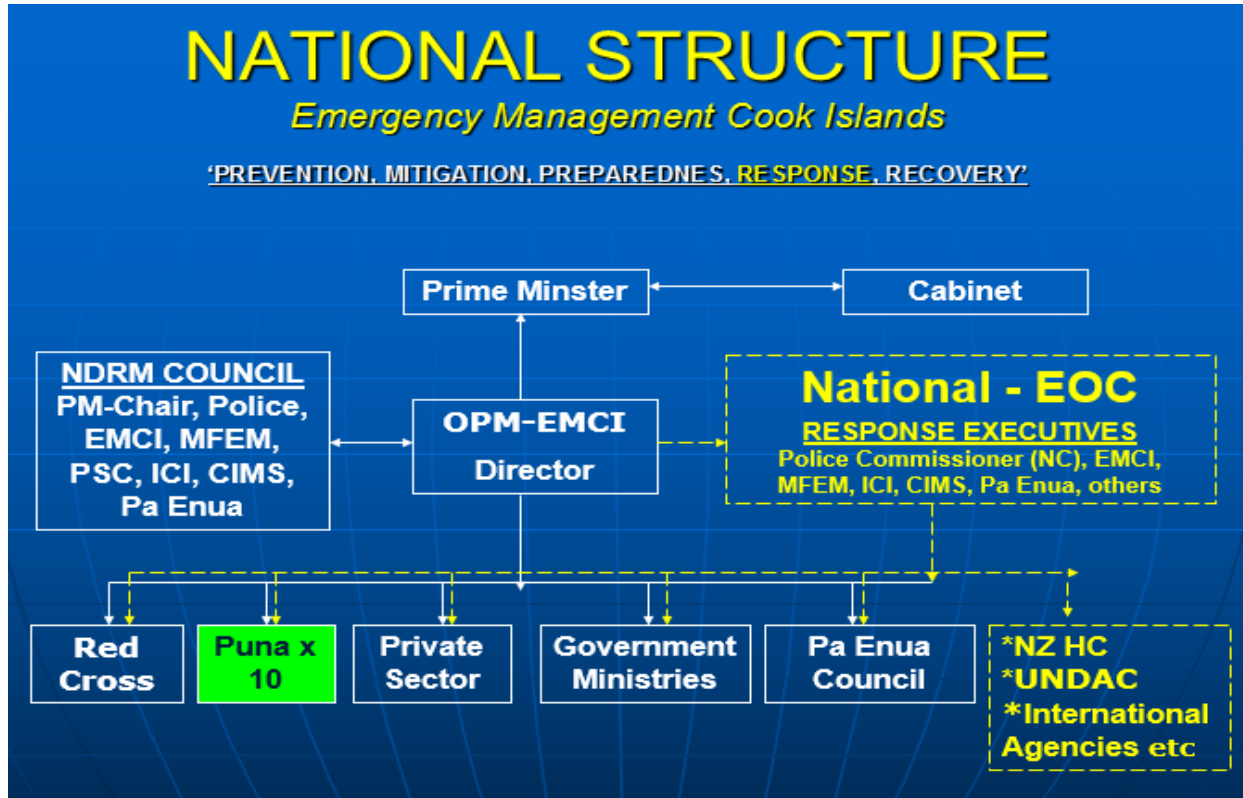 NATIONAL STRUCTURE
Emergency Management Cook Islands
‘PREVENTION, MITIGATION, PREPAREDNES, RESPONSE, RECOVERY’
Prime Minster
Cabinet
NDRM COUNCIL
PM-Chair, Police,
EMCI, MFEM,
PSC, ICI, CIMS,
Pa Enua
OPM-EMCI
Director
National - EOC
RESPONSE EXECUTIVES
Police Commissioner (NC), EMCI,
MFEM, ICI, CIMS, Pa Enua, others
Red
Cross
Puna x
10
Private
Sector
Government
Ministries
Pa Enua
Council
*NZ HC
*UNDAC
*International
Agencies etc